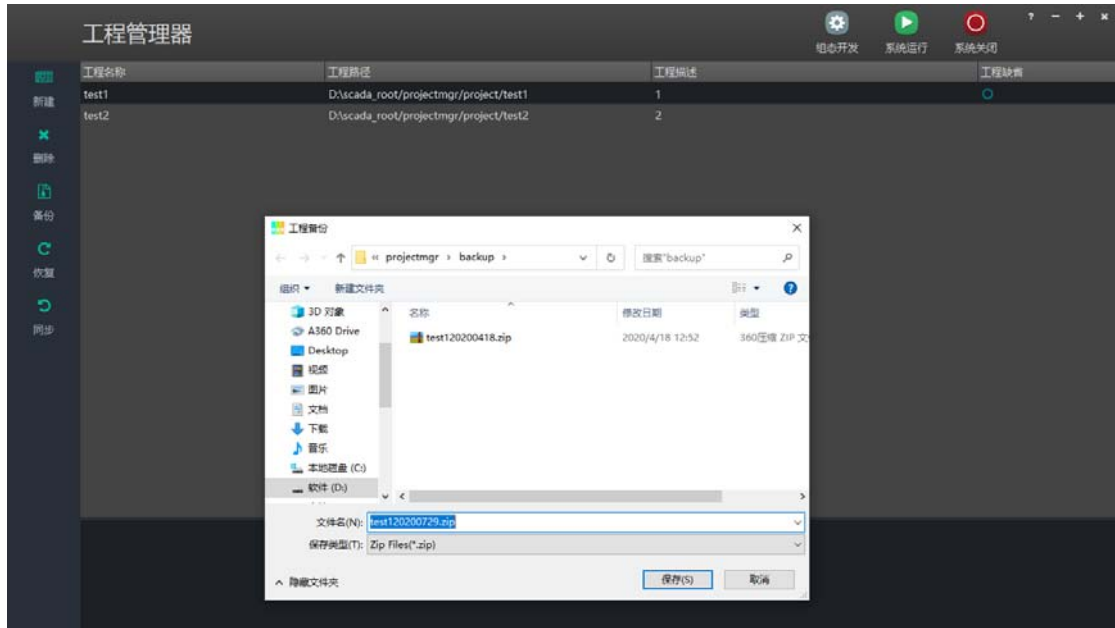 工程管理器
组态开发 系统运行 系统关闭
? − + ×
工程名称 工程路径 工程描述 工程缺省
新建
test1 D:\scada_root/projectmgr/project/test1 1
test2 D:\scada_root/projectmgr/project/test2 2
删除
备份
恢复
同步
工程备份
« projectmgr › backup › 搜索"backup"
组织 新建文件夹
名称 修改日期 类型
3D 对象
A360 Drive
test120200418.zip 2020/4/18 12:52 360压缩 ZIP 文
Desktop
视频
图片
文档
下载
音乐
本地磁盘 (C:)
软件 (D:)
文件名(N): test120200729.zip
保存类型(T): Zip Files(*.zip)
隐藏文件夹 保存(S) 取消